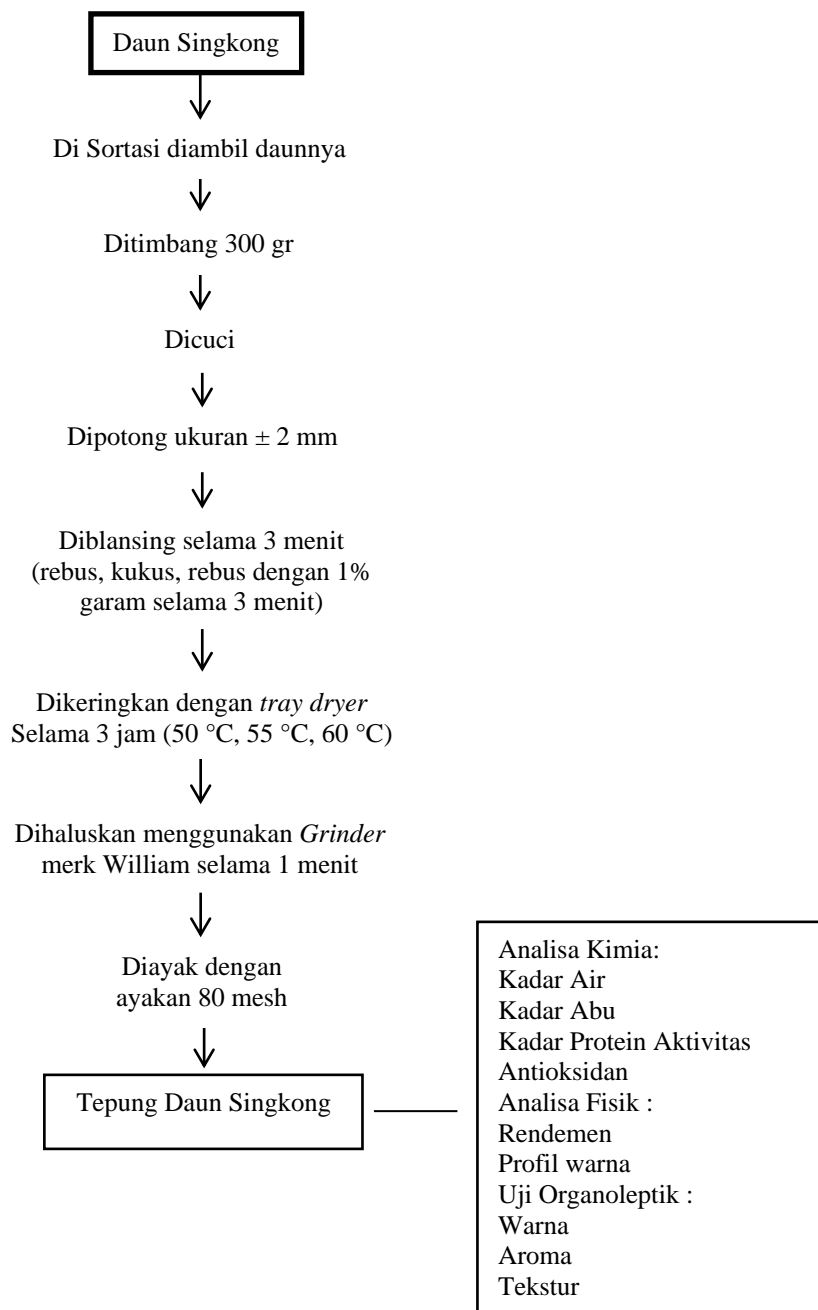 Daun Singkong
Di Sortasi diambil daunnya
Ditimbang 300 gr
Dicuci
Dipotong ukuran ± 2 mm
Diblansing selama 3 menit
(rebus, kukus, rebus dengan 1%
garam selama 3 menit)
Dikeringkan dengan tray dryer
Selama 3 jam (50 °C, 55 °C, 60 °C)
Dihaluskan menggunakan Grinder
merk William selama 1 menit
Diayak dengan
ayakan 80 mesh
Tepung Daun Singkong
Analisa Kimia:
Kadar Air
Kadar Abu
Kadar Protein Aktivitas
Antioksidan
Analisa Fisik :
Rendemen
Profil warna
Uji Organoleptik :
Warna
Aroma
Tekstur